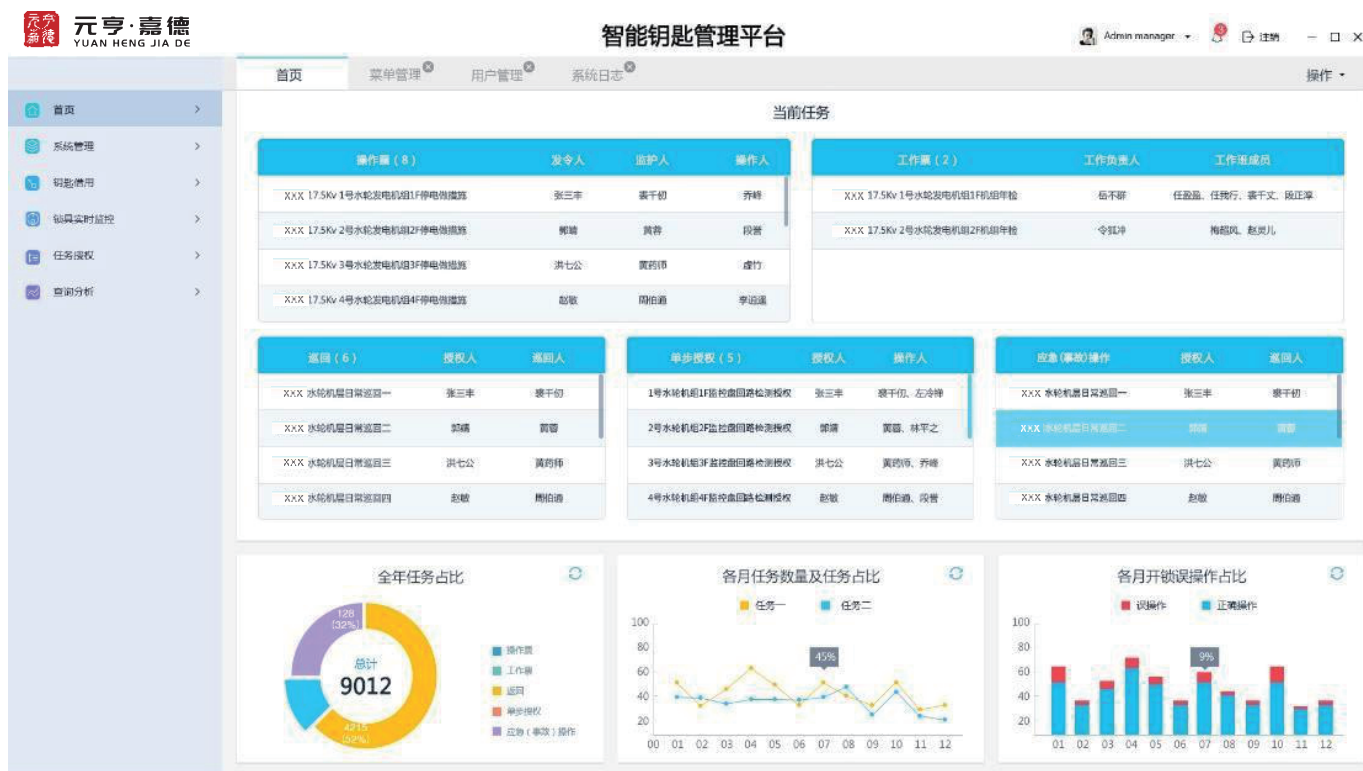 元亨·嘉德
YUAN HENG JIA DE
智能钥匙管理平台
Admin manager
注销
首页 菜单管理 用户管理 系统日志 操作
首页
系统管理
钥匙借用
锁具实时监控
任务授权
查询分析
当前任务
操作票(8) 发令人 监护人 操作人
XXX 17.5Kv 1号水轮发电机组1F停电做措施 张三丰 裘千仞 乔峰
XXX 17.5Kv 2号水轮发电机组2F停电做措施 郭靖 黄蓉 段誉
XXX 17.5Kv 3号水轮发电机组3F停电做措施 洪七公 黄药师 虚竹
XXX 17.5Kv 4号水轮发电机组4F停电做措施 赵敏 周伯通 李逍遥
工作票(2) 工作负责人 工作班成员
XXX 17.5Kv 1号水轮发电机组1F机组年检 岳不群 任盈盈、任我行、裘千丈、段正淳
XXX 17.5Kv 2号水轮发电机组2F机组年检 令狐冲 梅超风、赵灵儿
巡回(6) 授权人 巡回人
XXX 水轮机层日常巡回一 张三丰 裘千仞
XXX 水轮机层日常巡回二 郭靖 黄蓉
XXX 水轮机层日常巡回三 洪七公 黄药师
XXX 水轮机层日常巡回四 赵敏 周伯通
单步授权(5) 授权人 操作人
1号水轮机组1F监控盘回路检测授权 张三丰 裘千仞、左冷禅
2号水轮机组2F监控盘回路检测授权 郭靖 黄蓉、林平之
3号水轮机组3F监控盘回路检测授权 洪七公 黄药师、乔峰
4号水轮机组4F监控盘回路检测授权 赵敏 周伯通、段誉
应急(事故)操作 授权人 巡回人
XXX 水轮机层日常巡回一 张三丰 裘千仞
XXX 水轮机层日常巡回二 郭靖 黄蓉
XXX 水轮机层日常巡回三 洪七公 黄药师
XXX 水轮机层日常巡回四 赵敏 周伯通
全年任务占比
128
(32%)
总计
9012
4215
(52%)
操作票
工作票
巡回
单步授权
应急(事故)操作
各月任务数量及任务占比
任务一 任务二
100
80
60
40
20
45%
00 01 02 03 04 05 06 07 08 09 10 11 12
各月开锁误操作占比
误操作 正确操作
100
80
60
40
20
9%
01 02 03 04 05 06 07 08 09 10 11 12